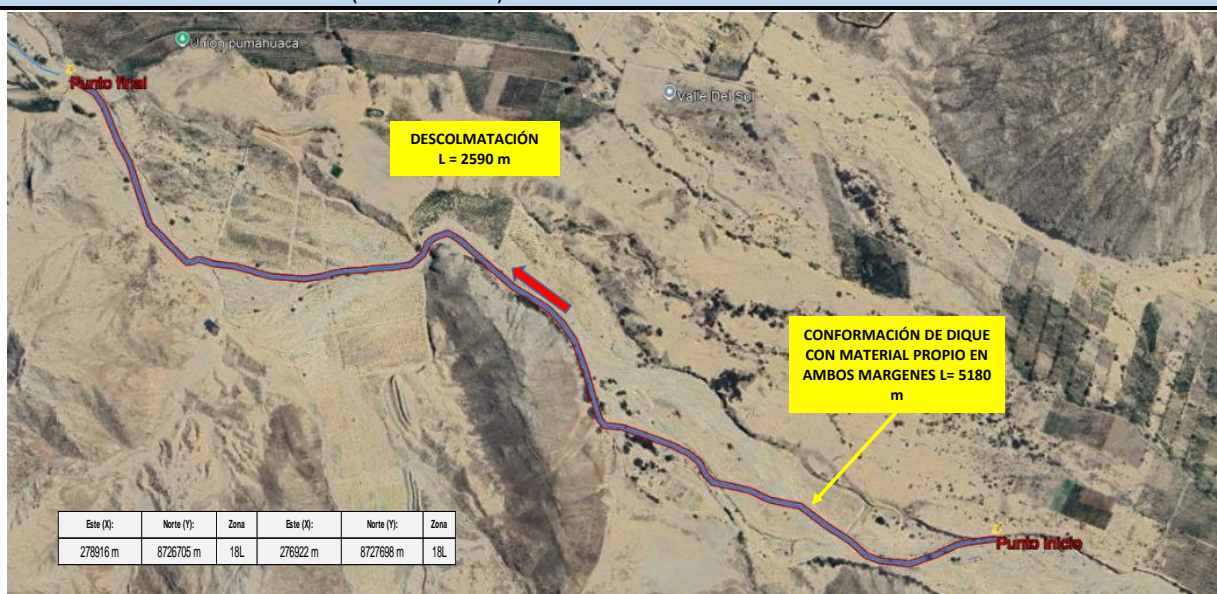 Unión pumahuaca
Punto final
Valle Del Sol
DESCOLMATACIÓN
L = 2590 m
CONFORMACIÓN DE DIQUE
CON MATERIAL PROPIO EN
AMBOS MARGENES L= 5180
m
Punto inicio
Este (X): Norte (Y): Zona Este (X): Norte (Y): Zona
278916 m 8726705 m 18L 276922 m 8727698 m 18L